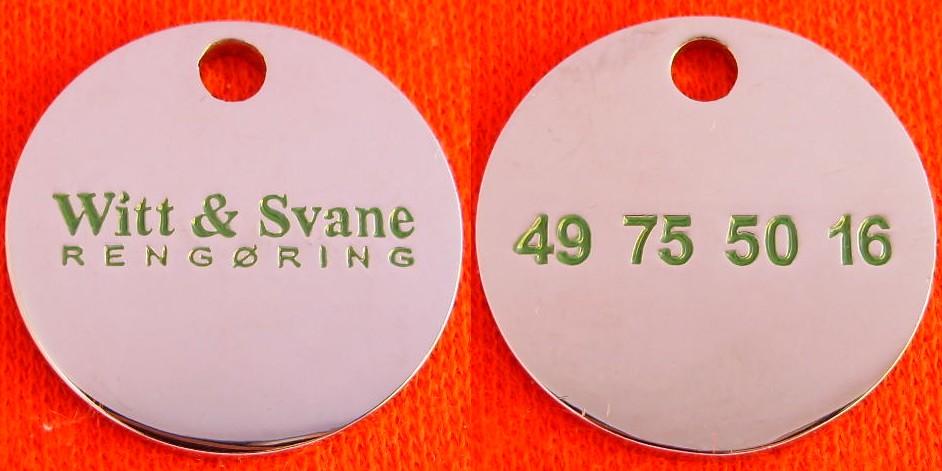 Witt & Svane
RENGØRING
49 75 50 16